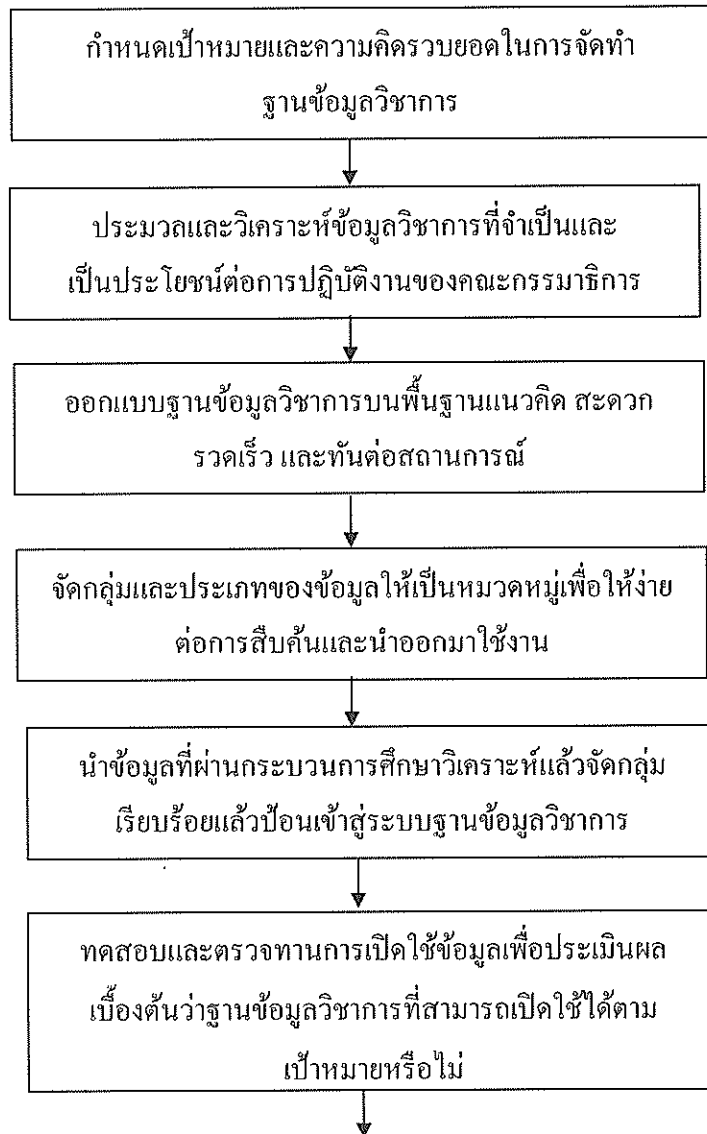 กำหนดเป้าหมายและความคิดรวบยอดในการจัดทำ
ฐานข้อมูลวิชาการ
ประมวลและวิเคราะห์ข้อมูลวิชาการที่จำเป็นและ
เป็นประโยชน์ต่อการปฏิบัติงานของคณะกรรมาธิการ
ออกแบบฐานข้อมูลวิชาการบนพื้นฐานแนวคิด สะดวก
รวดเร็ว และทันต่อสถานการณ์
จัดกลุ่มและประเภทของข้อมูลให้เป็นหมวดหมู่เพื่อให้ง่าย
ต่อการสืบค้นและนำออกมาใช้งาน
นำข้อมูลที่ผ่านกระบวนการศึกษาวิเคราะห์แล้วจัดกลุ่ม
เรียบร้อยแล้วป้อนเข้าสู่ระบบฐานข้อมูลวิชาการ
ทดสอบและตรวจทานการเปิดใช้ข้อมูลเพื่อประเมินผล
เบื้องต้นว่าฐานข้อมูลวิชาการที่สามารถเปิดใช้ได้ตาม
เป้าหมายหรือไม่